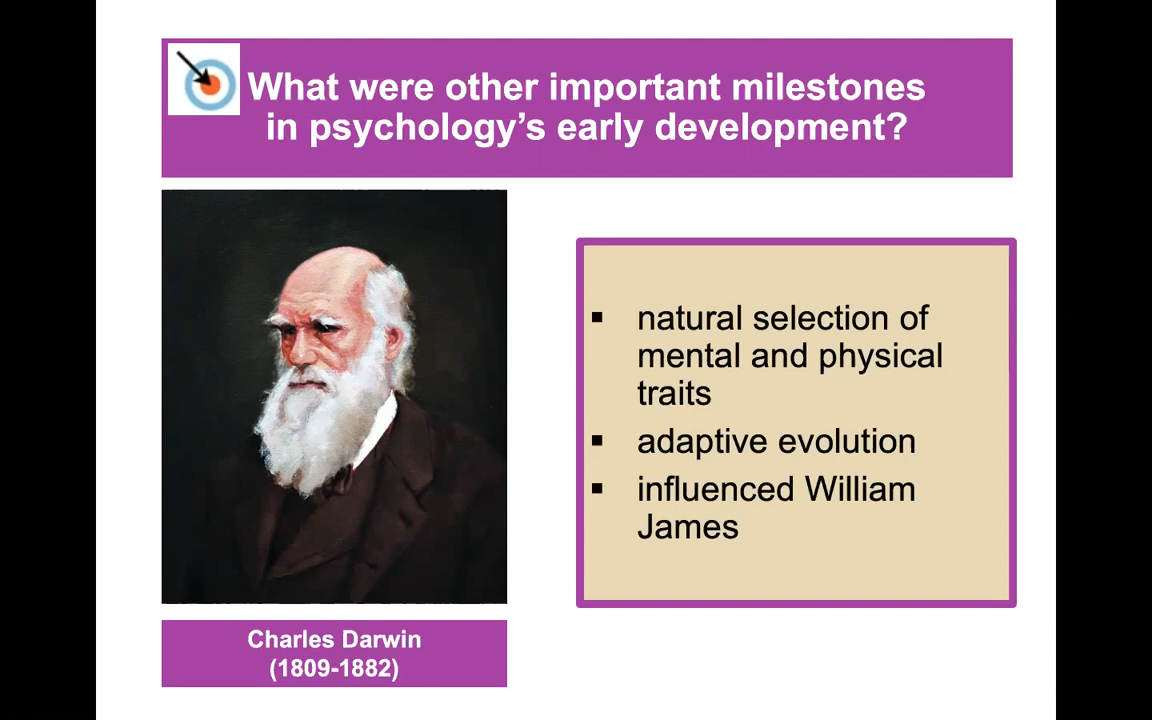 What were other important milestones
in psychology’s early development?
▪ natural selection of
mental and physical
traits
▪ adaptive evolution
▪ influenced William
James
Charles Darwin
(1809-1882)